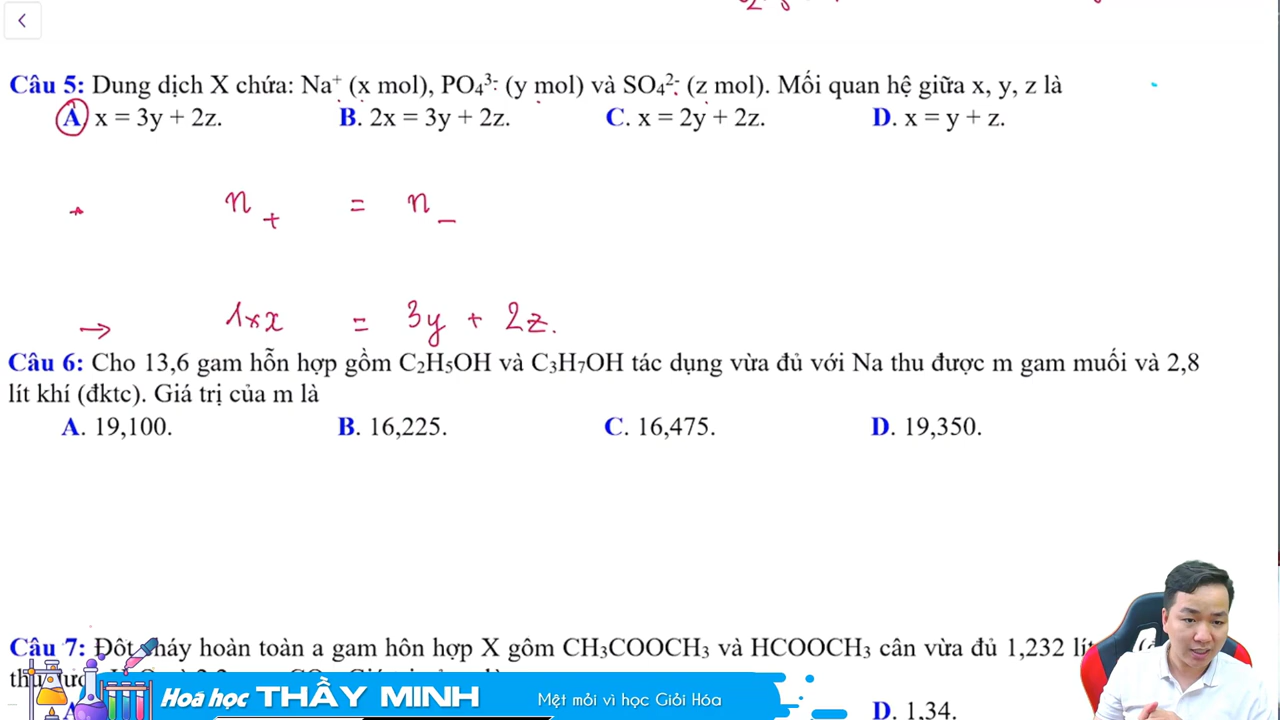 Câu 5: Dung dịch X chứa: Na⁺ (x mol), PO₄³⁻ (y mol) và SO₄²⁻ (z mol). Mối quan hệ giữa x, y, z là
A. x = 3y + 2z. B. 2x = 3y + 2z. C. x = 2y + 2z. D. x = y + z.
n₊ = n₋
→ 1×x = 3y + 2z.
Câu 6: Cho 13,6 gam hỗn hợp gồm C₂H₅OH và C₃H₇OH tác dụng vừa đủ với Na thu được m gam muối và 2,8
lít khí (đktc). Giá trị của m là
A. 19,100. B. 16,225. C. 16,475. D. 19,350.
Câu 7: Đốt cháy hoàn toàn a gam hỗn hợp X gồm CH₃COOCH₃ và HCOOCH₃ cần vừa đủ 1,232 lít
D. 1,34.
Hoá học THẦY MINH Mệt mỏi vì học Giỏi Hóa